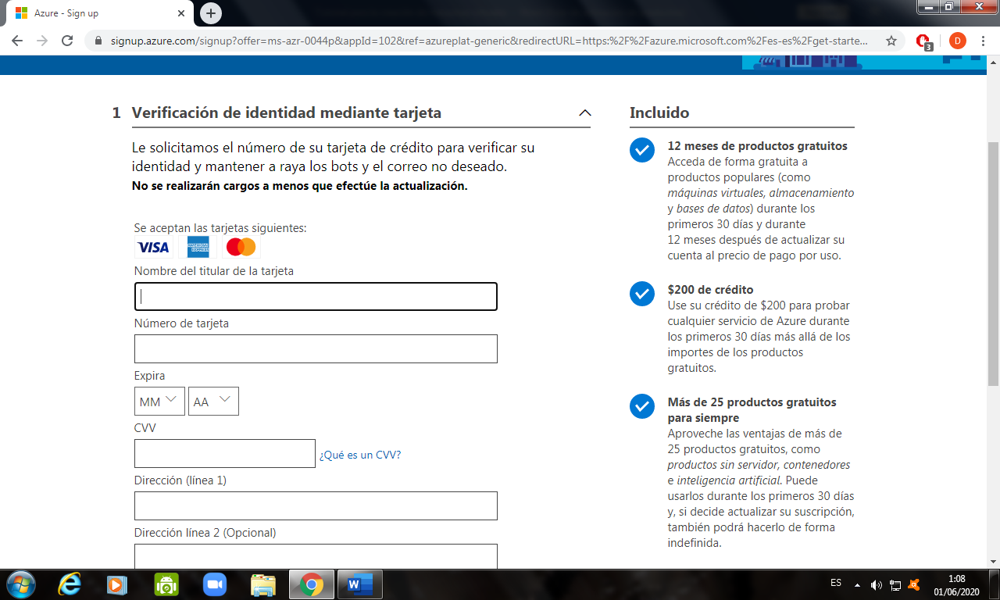 Azure - Sign up
signup.azure.com/signup?offer=ms-azr-0044p&appId=102&ref=azureplat-generic&redirectURL=https:%2F%2Fazure.microsoft.com%2Fes-es%2Fget-starte...
3
D
1 Verificación de identidad mediante tarjeta
Le solicitamos el número de su tarjeta de crédito para verificar su
identidad y mantener a raya los bots y el correo no deseado.
No se realizarán cargos a menos que efectúe la actualización.
Se aceptan las tarjetas siguientes:
VISA
AMERICAN
EXPRESS
Nombre del titular de la tarjeta
Número de tarjeta
Expira
MM AA
CVV
¿Qué es un CVV?
Dirección (línea 1)
Dirección línea 2 (Opcional)
Incluido
12 meses de productos gratuitos
Acceda de forma gratuita a
productos populares (como
máquinas virtuales, almacenamiento
y bases de datos) durante los
primeros 30 días y durante
12 meses después de actualizar su
cuenta al precio de pago por uso.
$200 de crédito
Use su crédito de $200 para probar
cualquier servicio de Azure durante
los primeros 30 días más allá de los
importes de los productos
gratuitos.
Más de 25 productos gratuitos
para siempre
Aproveche las ventajas de más de
25 productos gratuitos, como
productos sin servidor, contenedores
e inteligencia artificial. Puede
usarlos durante los primeros 30 días
y, si decide actualizar su suscripción,
también podrá hacerlo de forma
indefinida.
W
ES
1:08
01/06/2020